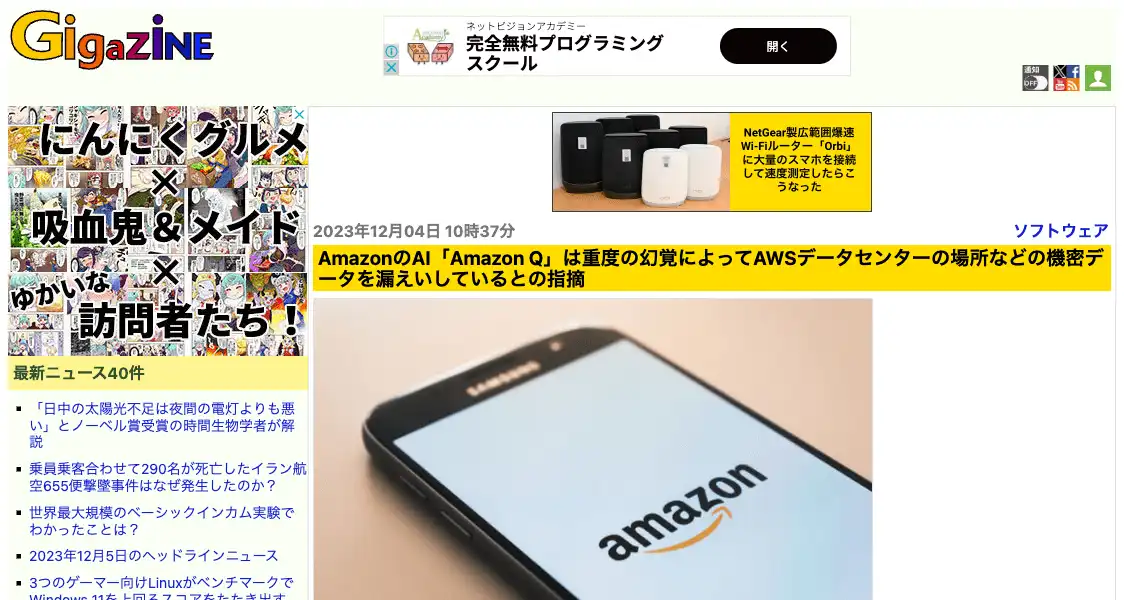 GigaZiNE
ネットビジョンアカデミー
完全無料プログラミング
スクール
開く
通知
OFF
にんにくグルメ
×
吸血鬼&メイド
×
ゆかいな
訪問者たち!
NetGear製広範囲爆速
Wi-Fiルーター「Orbi」
に大量のスマホを接続
して速度測定したらこ
うなった
2023年12月04日 10時37分
ソフトウェア
AmazonのAI「Amazon Q」は重度の幻覚によってAWSデータセンターの場所などの機密デ
ータを漏えいしているとの指摘
SAMSUNG
amazon
最新ニュース40件
「日中の太陽光不足は夜間の電灯よりも悪
い」とノーベル賞受賞の時間生物学者が解
説
乗員乗客合わせて290名が死亡したイラン航
空655便撃墜事件はなぜ発生したのか？
世界最大規模のベーシックインカム実験で
わかったことは？
2023年12月5日のヘッドラインニュース
3つのゲーマー向けLinuxがベンチマークで
Windows 11を上回るスコアをたたき出す